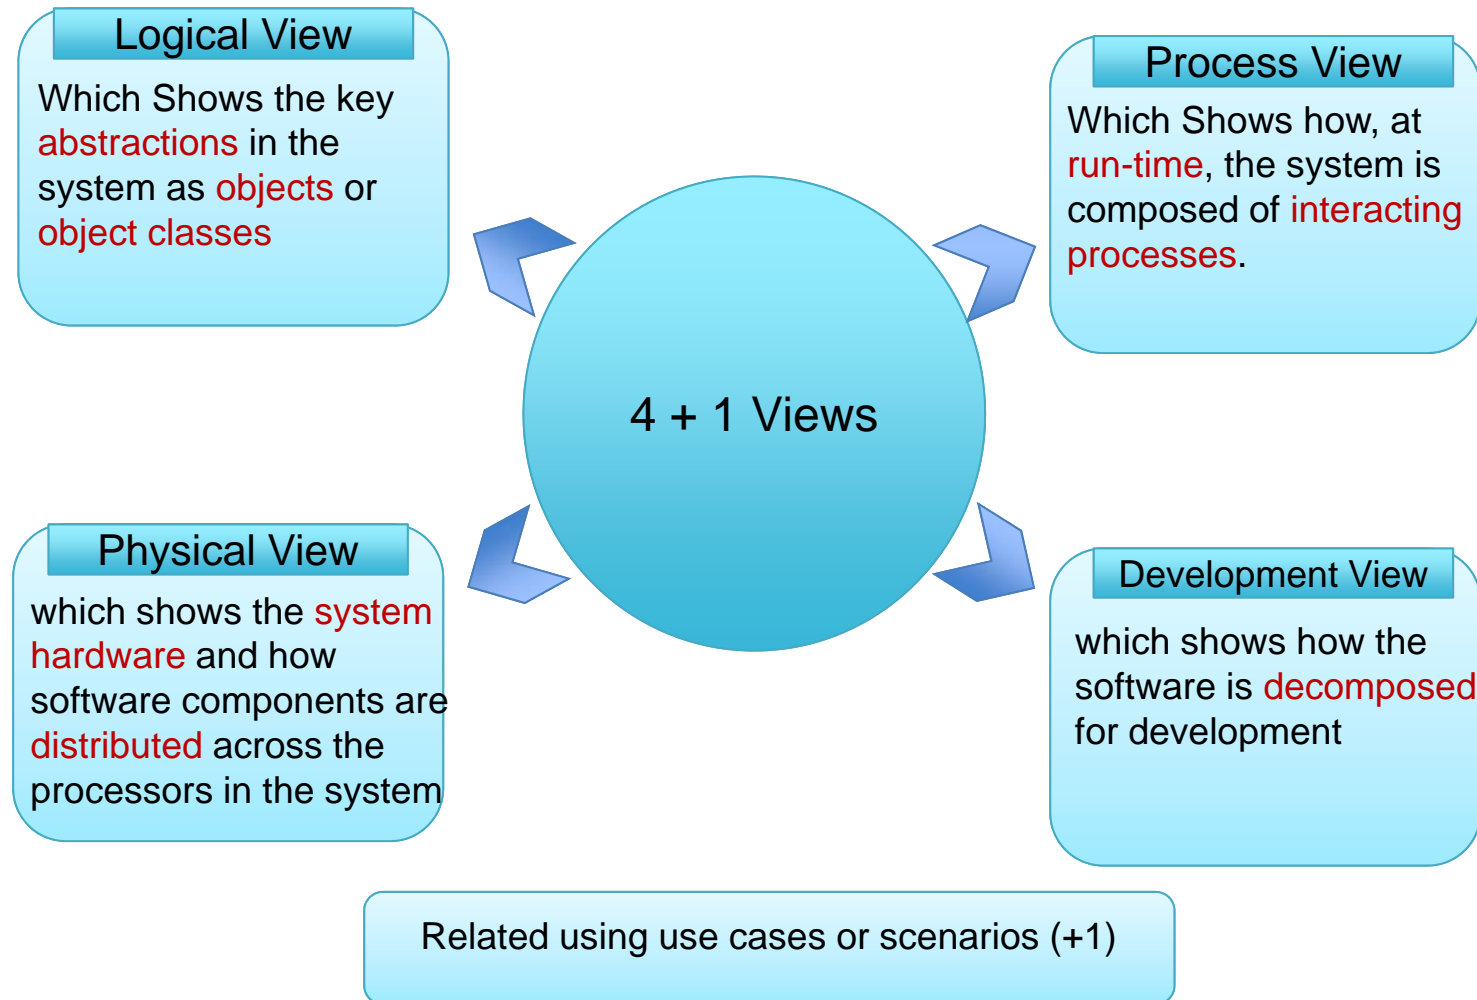 Logical View
Which Shows the key
abstractions in the
system as objects or
object classes
Process View
Which Shows how, at
run-time, the system is
composed of interacting
processes.
4 + 1 Views
Physical View
which shows the system
hardware and how
software components are
distributed across the
processors in the system
Development View
which shows how the
software is decomposed
for development
Related using use cases or scenarios (+1)